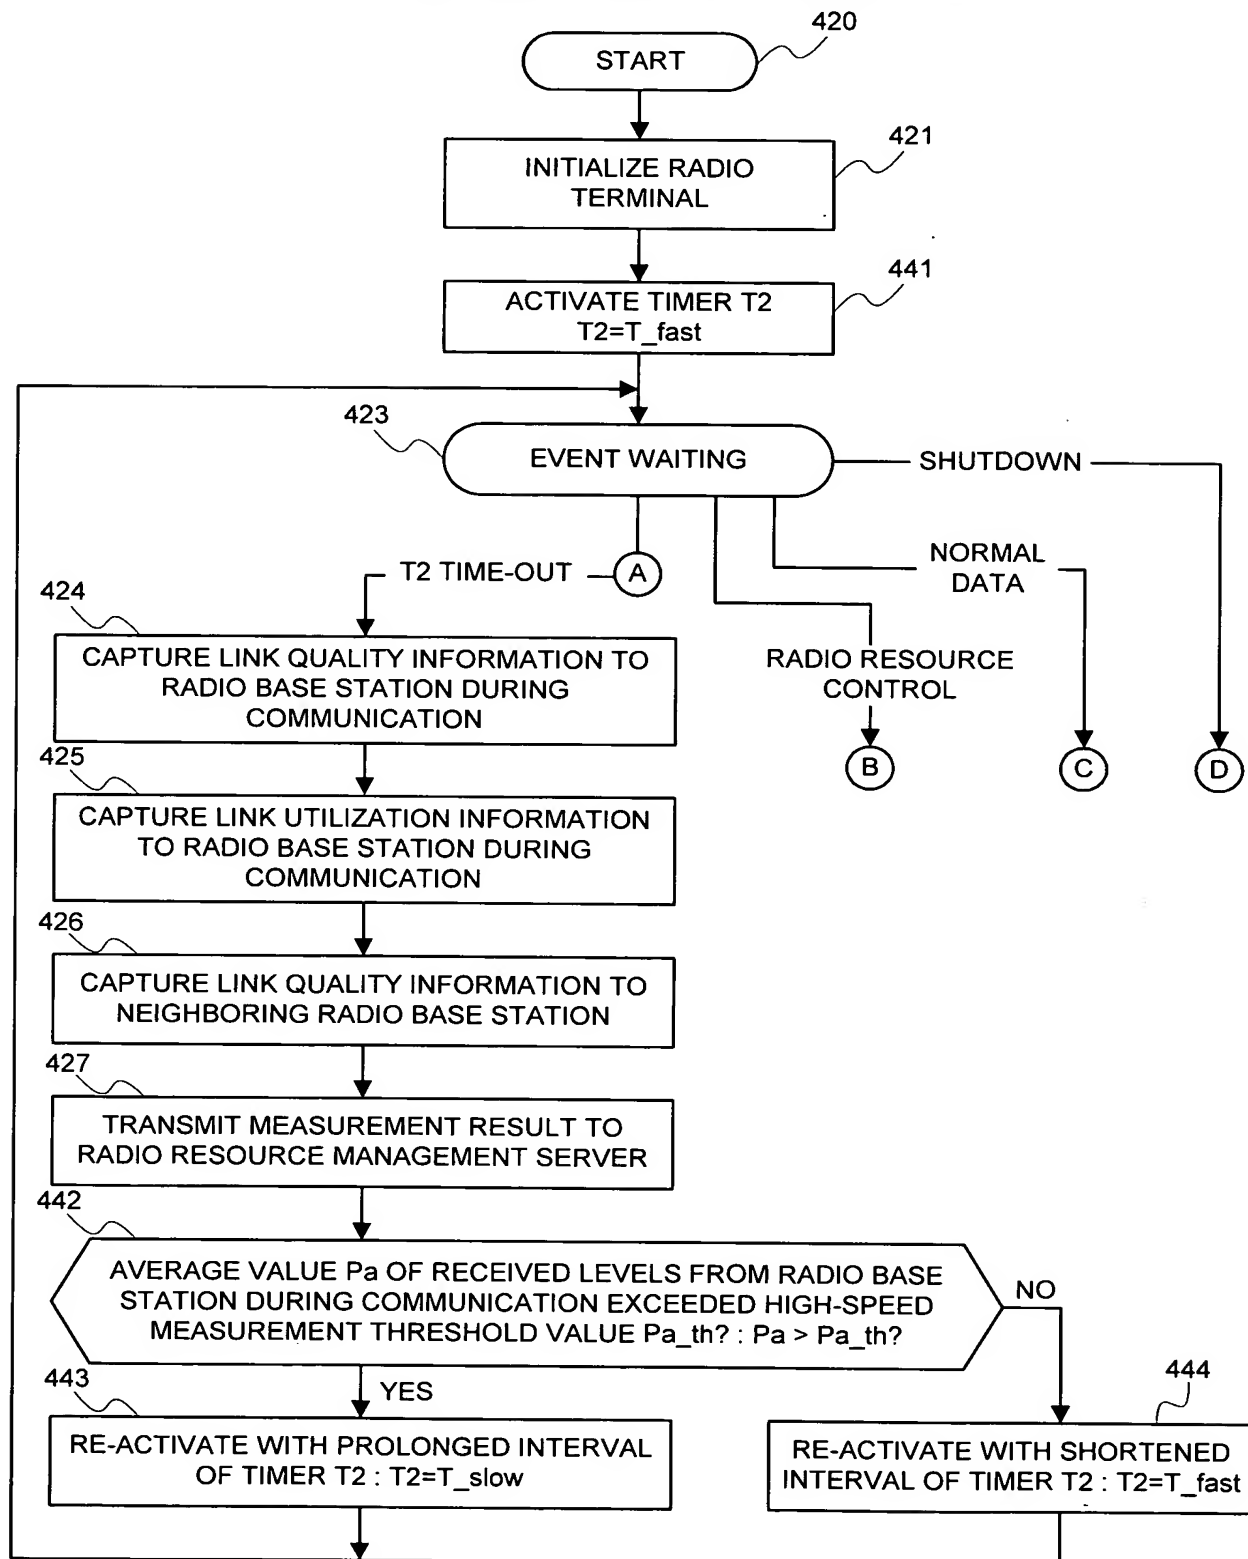 420
START
421
INITIALIZE RADIO
TERMINAL
441
ACTIVATE TIMER T2
T2=T_fast
423
EVENT WAITING
SHUTDOWN
NORMAL
DATA
T2 TIME-OUT
A
424
CAPTURE LINK QUALITY INFORMATION TO
RADIO BASE STATION DURING
COMMUNICATION
RADIO RESOURCE
CONTROL
B
C
D
425
CAPTURE LINK UTILIZATION INFORMATION
TO RADIO BASE STATION DURING
COMMUNICATION
426
CAPTURE LINK QUALITY INFORMATION TO
NEIGHBORING RADIO BASE STATION
427
TRANSMIT MEASUREMENT RESULT TO
RADIO RESOURCE MANAGEMENT SERVER
442
AVERAGE VALUE Pa OF RECEIVED LEVELS FROM RADIO BASE
STATION DURING COMMUNICATION EXCEEDED HIGH-SPEED
MEASUREMENT THRESHOLD VALUE Pa_th? : Pa > Pa_th?
NO
443
YES
RE-ACTIVATE WITH PROLONGED INTERVAL
OF TIMER T2 : T2=T_slow
444
RE-ACTIVATE WITH SHORTENED
INTERVAL OF TIMER T2 : T2=T_fast